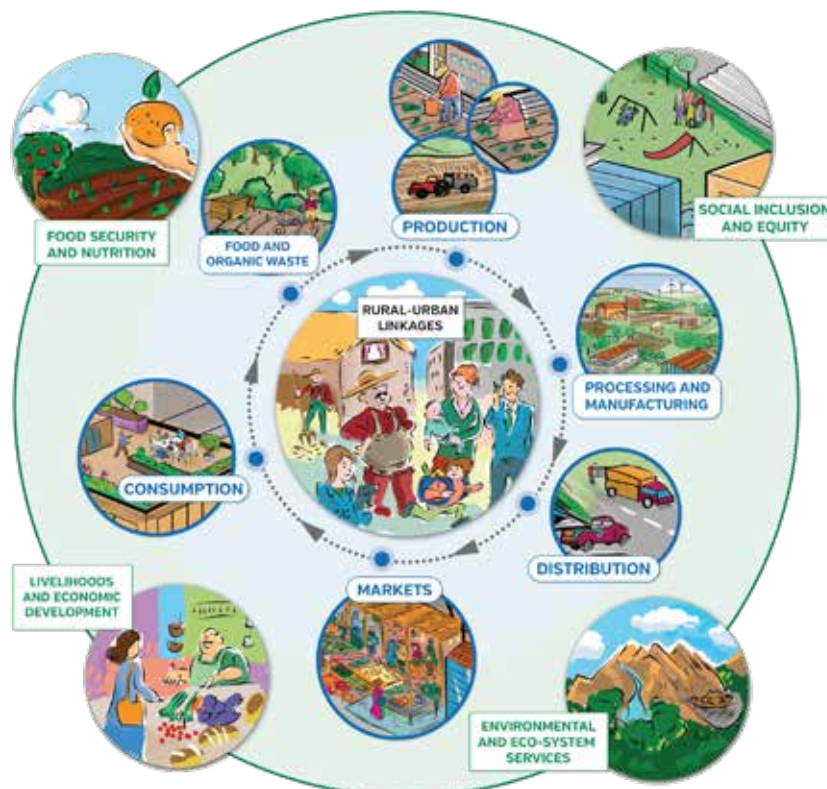 PRODUCTION
SOCIAL INCLUSION
AND EQUITY
FOOD SECURITY
AND NUTRITION
FOOD AND
ORGANIC WASTE
RURAL-URBAN
LINKAGES
PROCESSING AND
MANUFACTURING
CONSUMPTION
DISTRIBUTION
LIVELIHOODS
AND ECONOMIC
DEVELOPMENT
MARKETS
ENVIRONMENTAL
AND ECO-SYSTEM
SERVICES